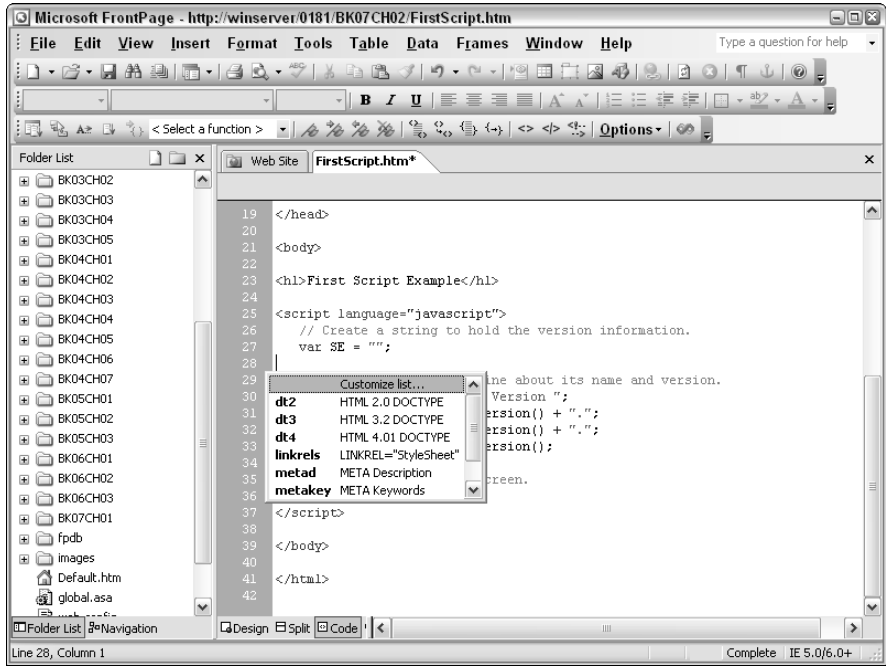 Microsoft FrontPage - http://winserver/0181/BK07CH02/FirstScript.htm
File Edit View Insert Format Tools Table Data Frames Window Help Type a question for help
B I U
< Select a function > Options
Folder List
Web Site FirstScript.htm*
BK03CH02
BK03CH03
BK03CH04
BK03CH05
BK04CH01
BK04CH02
BK04CH03
BK04CH04
BK04CH05
BK04CH06
BK04CH07
BK05CH01
BK05CH02
BK05CH03
BK06CH01
BK06CH02
BK06CH03
BK07CH01
fpdb
images
Default.htm
global.asa
19 </head>
20
21 <body>
22
23 <h1>First Script Example</h1>
24
25 <script language="javascript">
26 // Create a string to hold the version information.
27 var SE = "";
28
29 ine about its name and version.
30 Version ";
31 ersion() + ".";
32 ersion() + ".";
33 ersion();
34
35 creen.
36
37 </script>
38
39 </body>
40
41 </html>
42
Customize list...
dt2 HTML 2.0 DOCTYPE
dt3 HTML 3.2 DOCTYPE
dt4 HTML 4.01 DOCTYPE
linkrels LINKREL="StyleSheet"
metad META Description
metakey META Keywords
Folder List Navigation
Design Split Code
Line 28, Column 1 Complete IE 5.0/6.0+